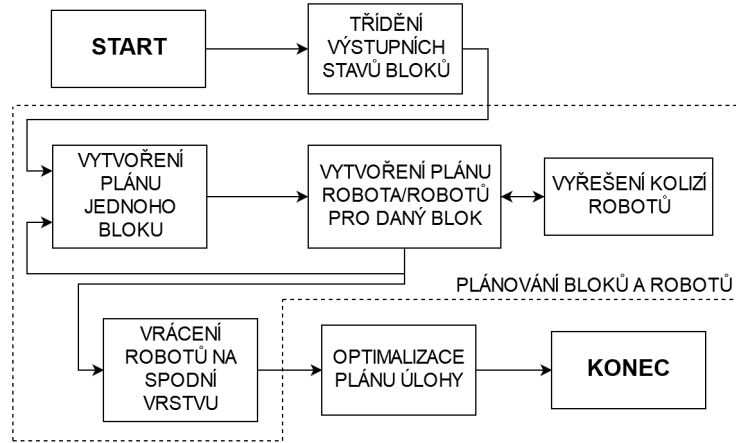 START
TŘÍDĚNÍ
VÝSTUPNÍCH
STAVŮ BLOKŮ
VYTVOŘENÍ
PLÁNU
JEDNOHO
BLOKU
VYTVOŘENÍ PLÁNU
ROBOTA/ROBOTŮ
PRO DANÝ BLOK
VYŘEŠENÍ KOLIZÍ
ROBOTŮ
PLÁNOVÁNÍ BLOKŮ A ROBOTŮ
VRÁCENÍ
ROBOTŮ NA
SPODNÍ
VRSTVU
OPTIMALIZACE
PLÁNU ÚLOHY
KONEC